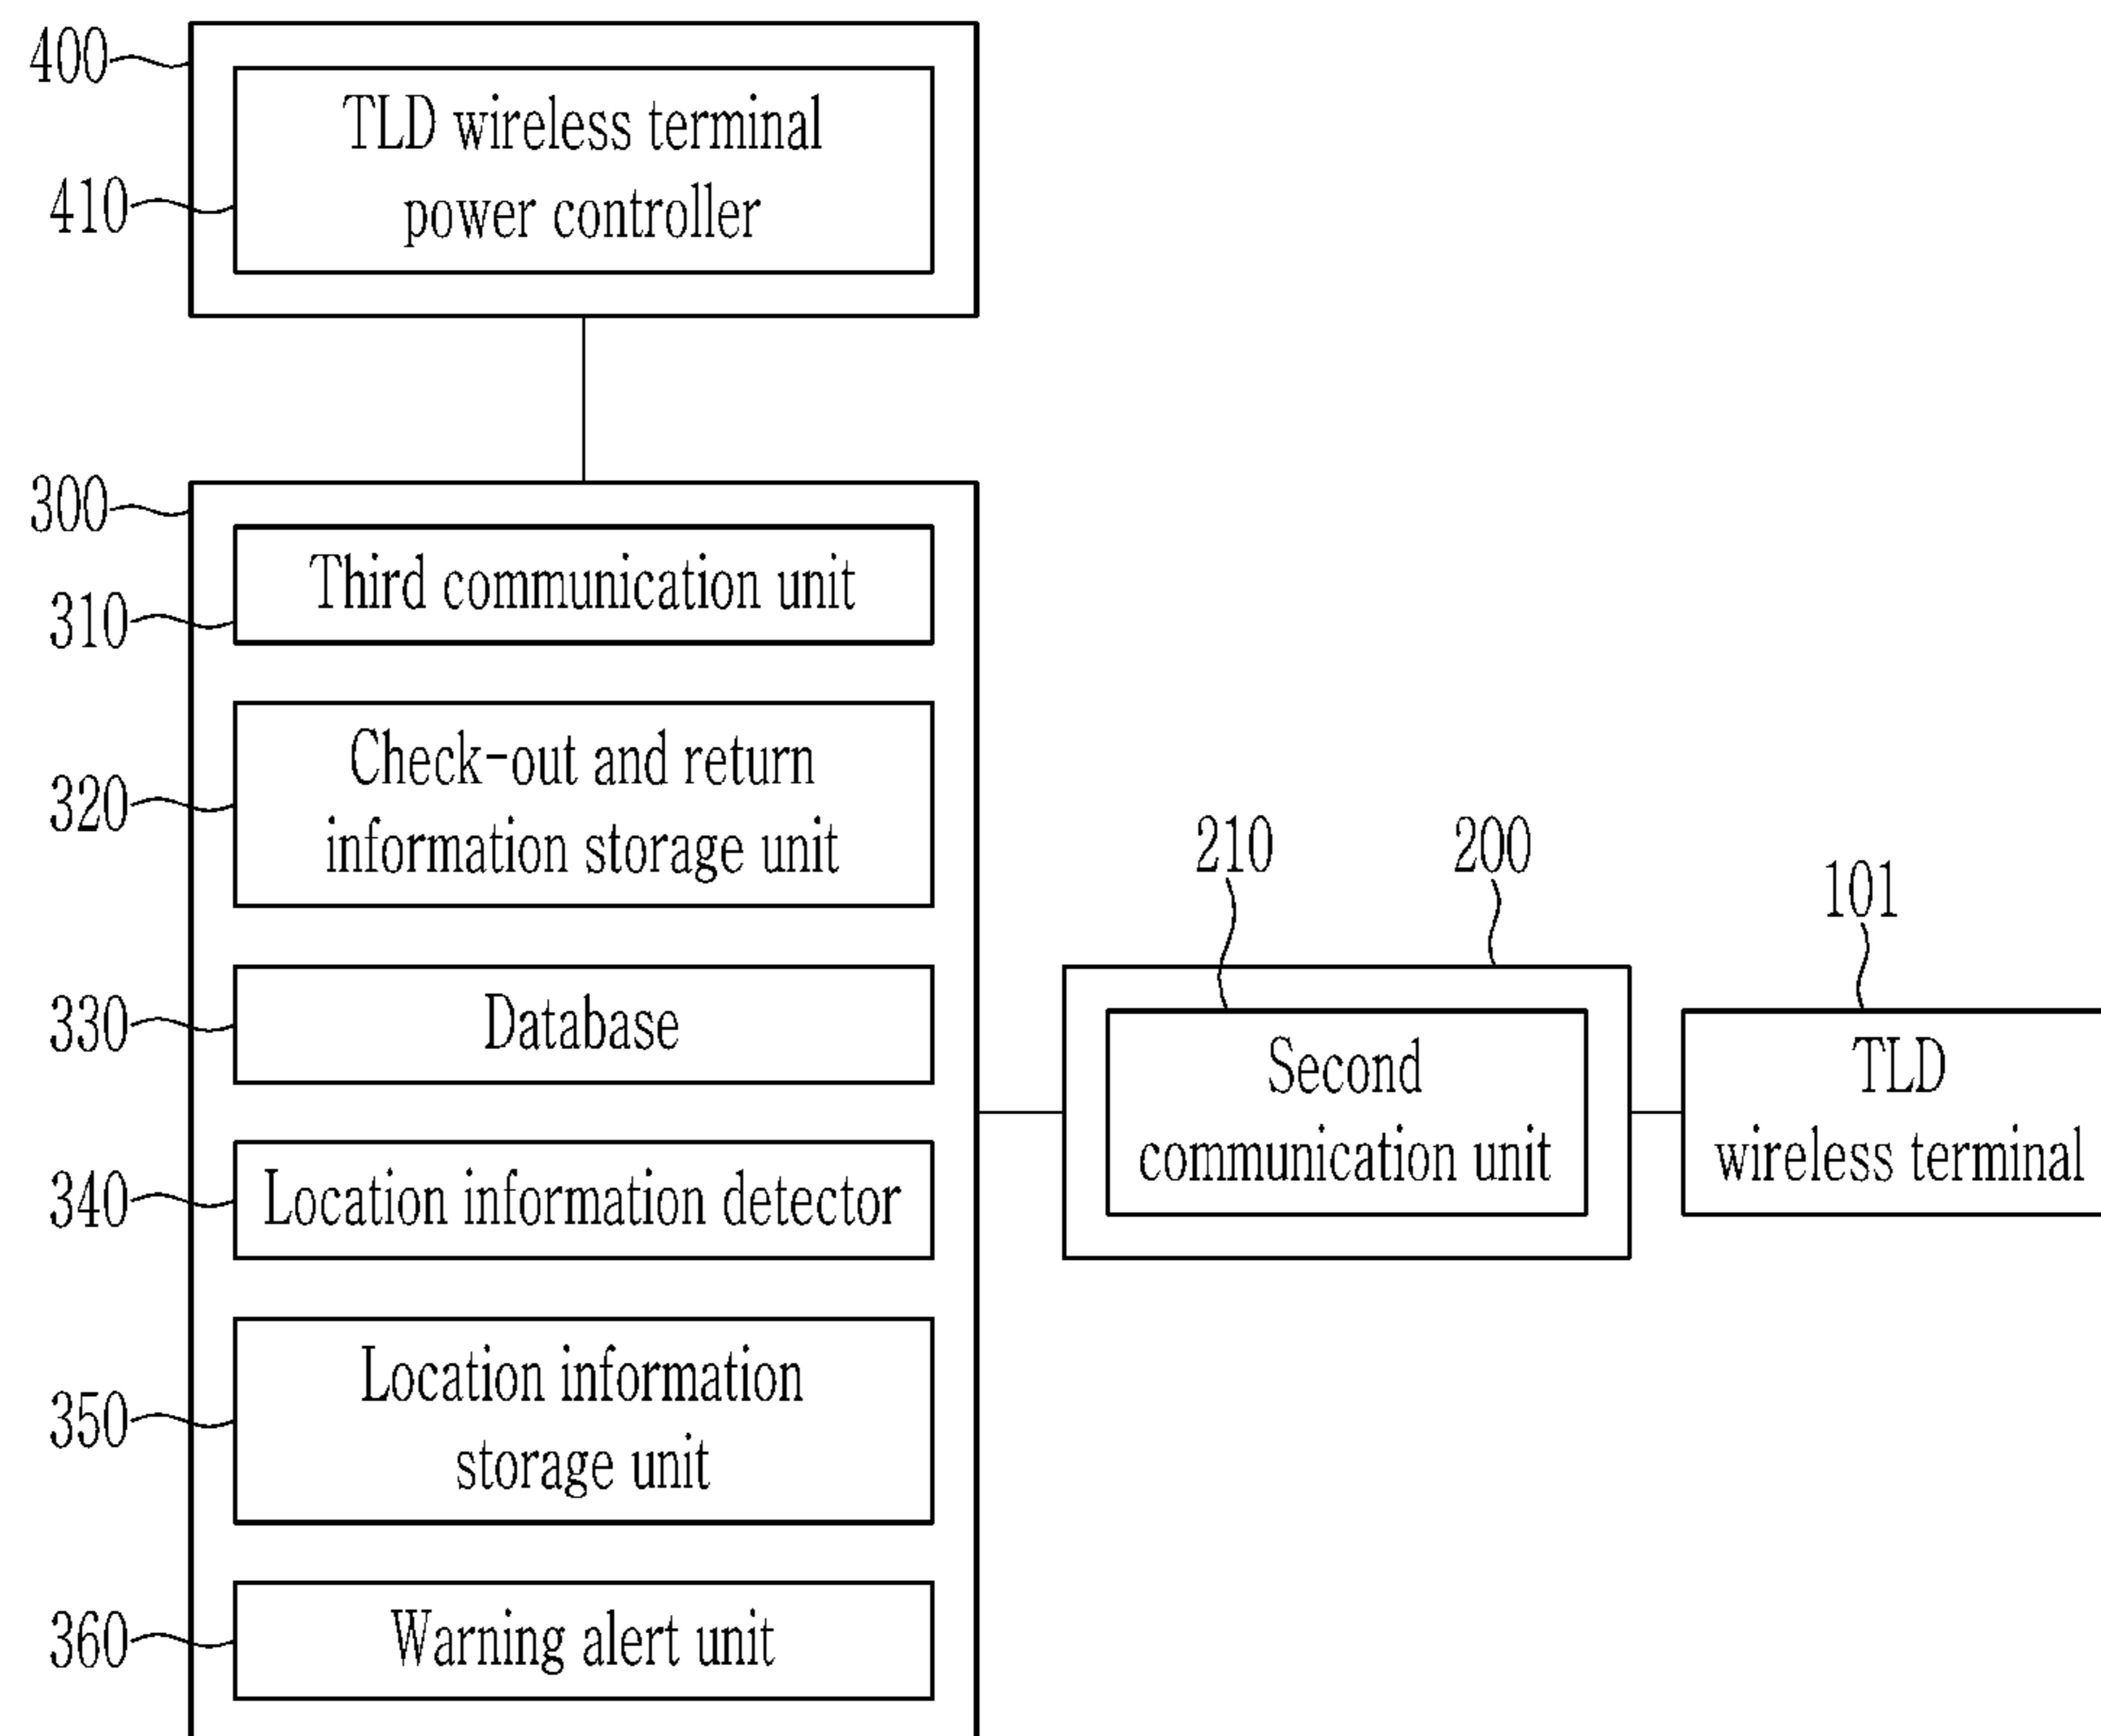 400
TLD wireless terminal
power controller
410
300
Third communication unit
310
Check-out and return
information storage unit
320
Database
330
Location information detector
340
Location information
storage unit
350
Warning alert unit
360
210
200
101
Second
communication unit
TLD
wireless terminal